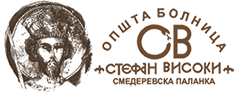 ОПШТА БОЛНИЦА
СВ
СТЕФАН ВИСОКИ
СМЕДЕРЕВСКА ПАЛАНКА